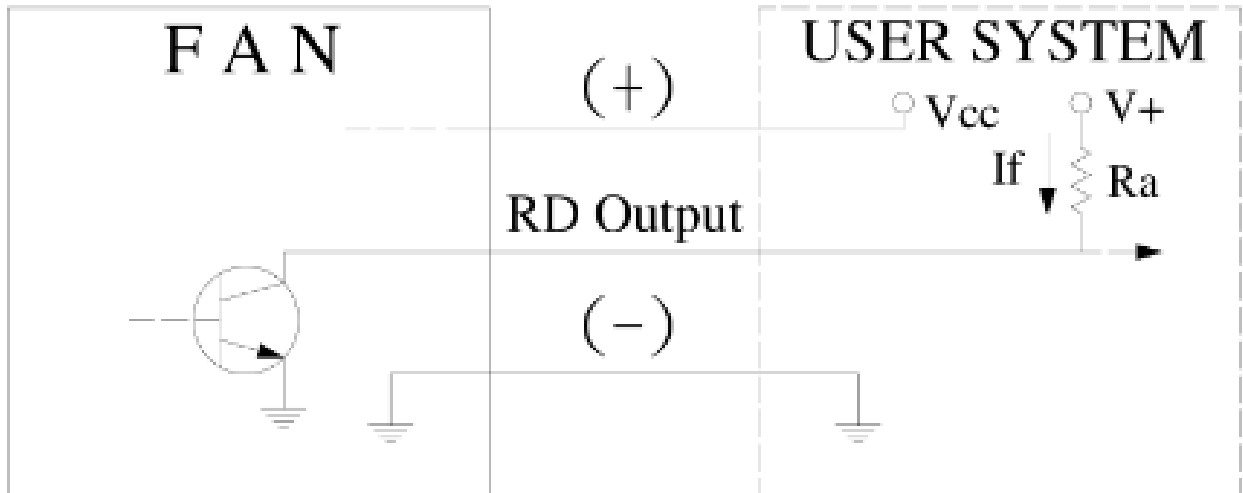 F A N
USER SYSTEM
(+)
Vcc
V+
If
Ra
RD Output
(-)